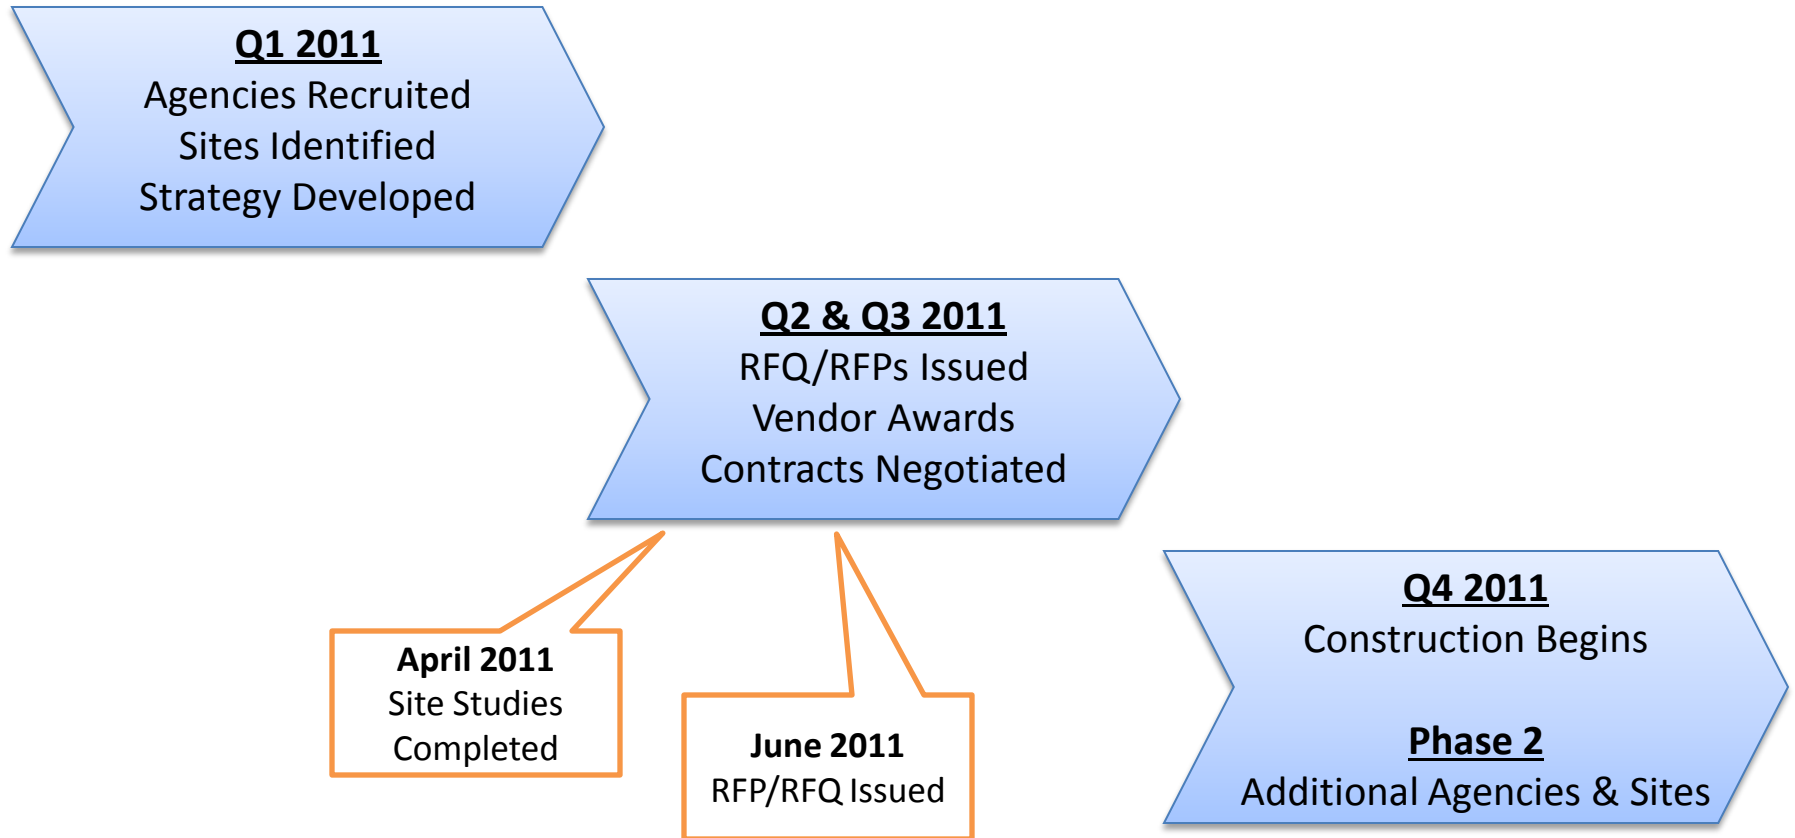 Q1 2011
Agencies Recruited
Sites Identified
Strategy Developed
Q2 & Q3 2011
RFQ/RFPs Issued
Vendor Awards
Contracts Negotiated
April 2011
Site Studies
Completed
June 2011
RFP/RFQ Issued
Q4 2011
Construction Begins
Phase 2
Additional Agencies & Sites